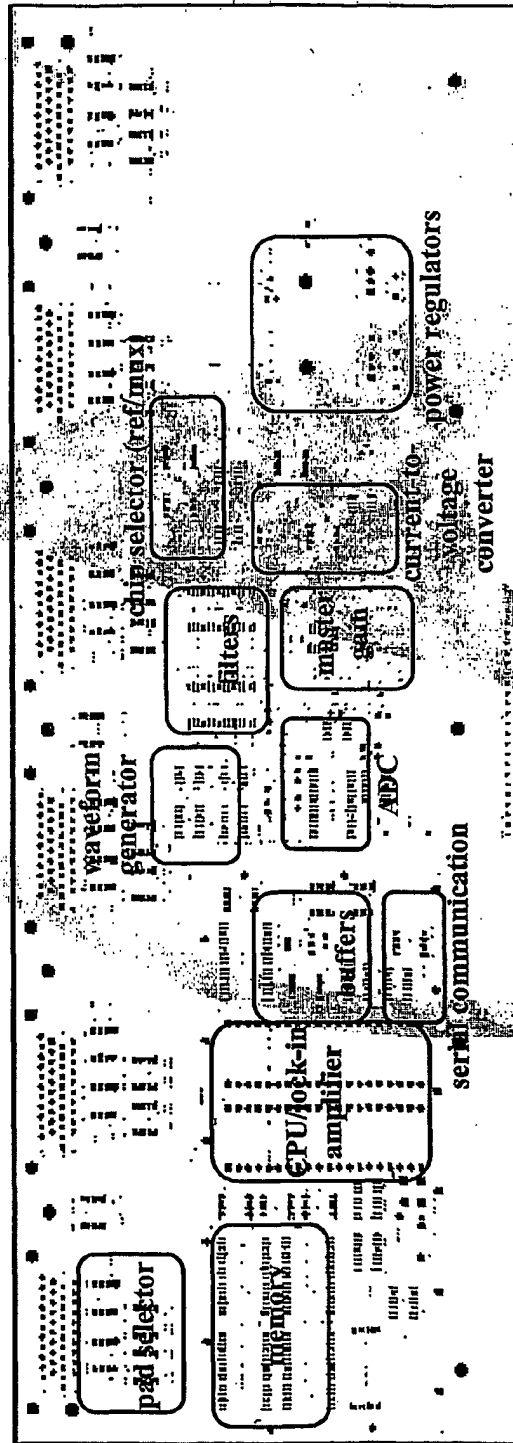 pad selector
memory
CPU/lock-in
amplifier
buffers
serial communication
waveform
generator
ADC
filters
master
gain
chip selector (ref/mux)
current-to-
voltage
converter
power regulators